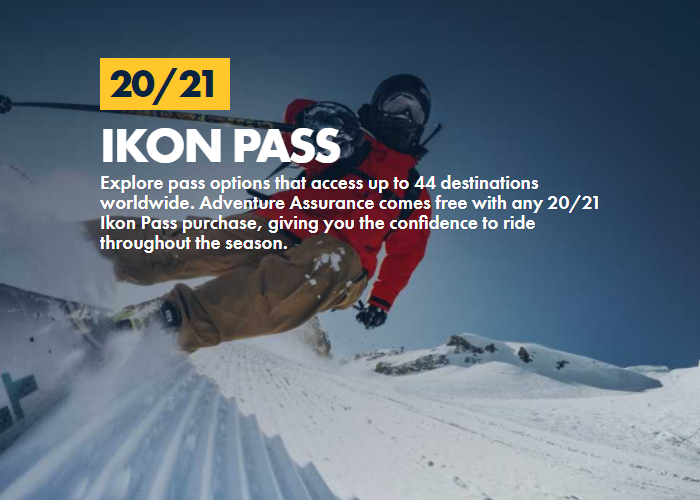 20/21
IKON PASS
Explore pass options that access up to 44 destinations
worldwide. Adventure Assurance comes free with any 20/21
Ikon Pass purchase, giving you the confidence to ride
throughout the season.